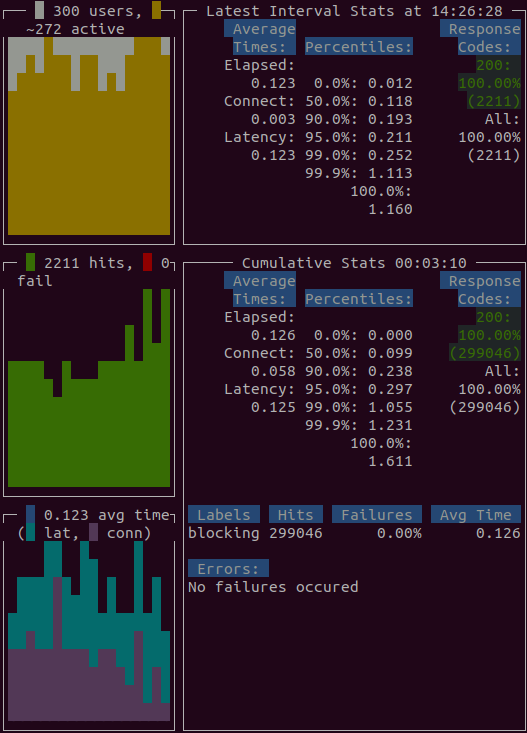 300 users,
~272 active
Latest Interval Stats at 14:26:28
Average Response
Times: Percentiles: Codes:
Elapsed: 200:
0.123 0.0%: 0.012 100.00%
Connect: 50.0%: 0.118 (2211)
0.003 90.0%: 0.193 All:
Latency: 95.0%: 0.211 100.00%
0.123 99.0%: 0.252 (2211)
99.9%: 1.113
100.0%:
1.160
2211 hits, 0
fail
Cumulative Stats 00:03:10
Average Response
Times: Percentiles: Codes:
Elapsed: 200:
0.126 0.0%: 0.000 100.00%
Connect: 50.0%: 0.099 (299046)
0.058 90.0%: 0.238 All:
Latency: 95.0%: 0.297 100.00%
0.125 99.0%: 1.055 (299046)
99.9%: 1.231
100.0%:
1.611
0.123 avg time
( lat, conn)
Labels Hits Failures Avg Time
blocking 299046 0.00% 0.126
Errors:
No failures occured